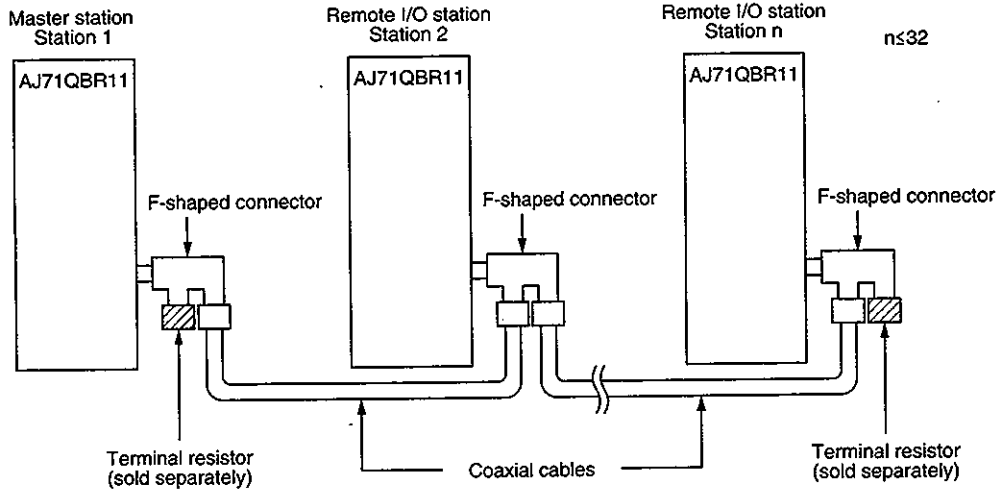 Master station
Station 1
Remote I/O station
Station 2
Remote I/O station
Station n
n≤32
AJ71QBR11
AJ71QBR11
AJ71QBR11
F-shaped connector
F-shaped connector
F-shaped connector
Terminal resistor
(sold separately)
Coaxial cables
Terminal resistor
(sold separately)